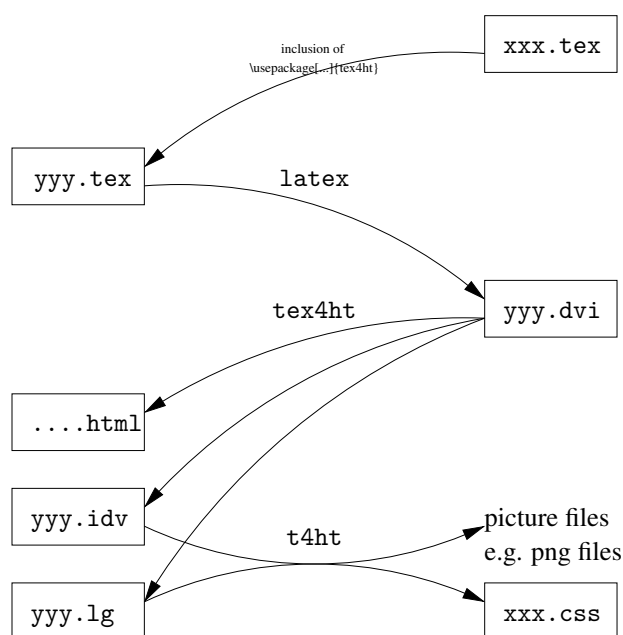 inclusion of
\usepackage[...]{tex4ht}
xxx.tex
yyy.tex
latex
tex4ht
yyy.dvi
....html
yyy.idv
t4ht
picture files
e.g. png files
yyy.lg
xxx.css